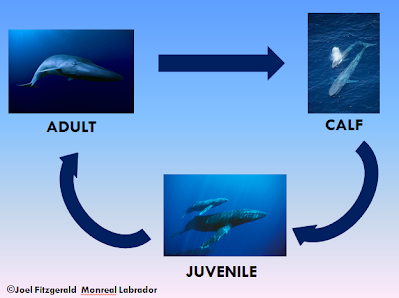 ADULT
CALF
JUVENILE
©Joel Fitzgerald Monreal Labrador